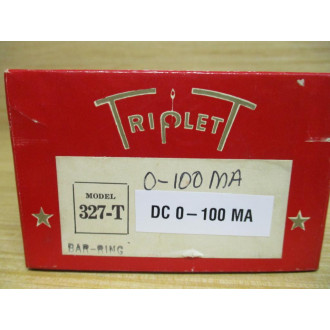 TRIPLETT
0-100 MA
MODEL
327-T
DC 0-100 MA
BAR-RING